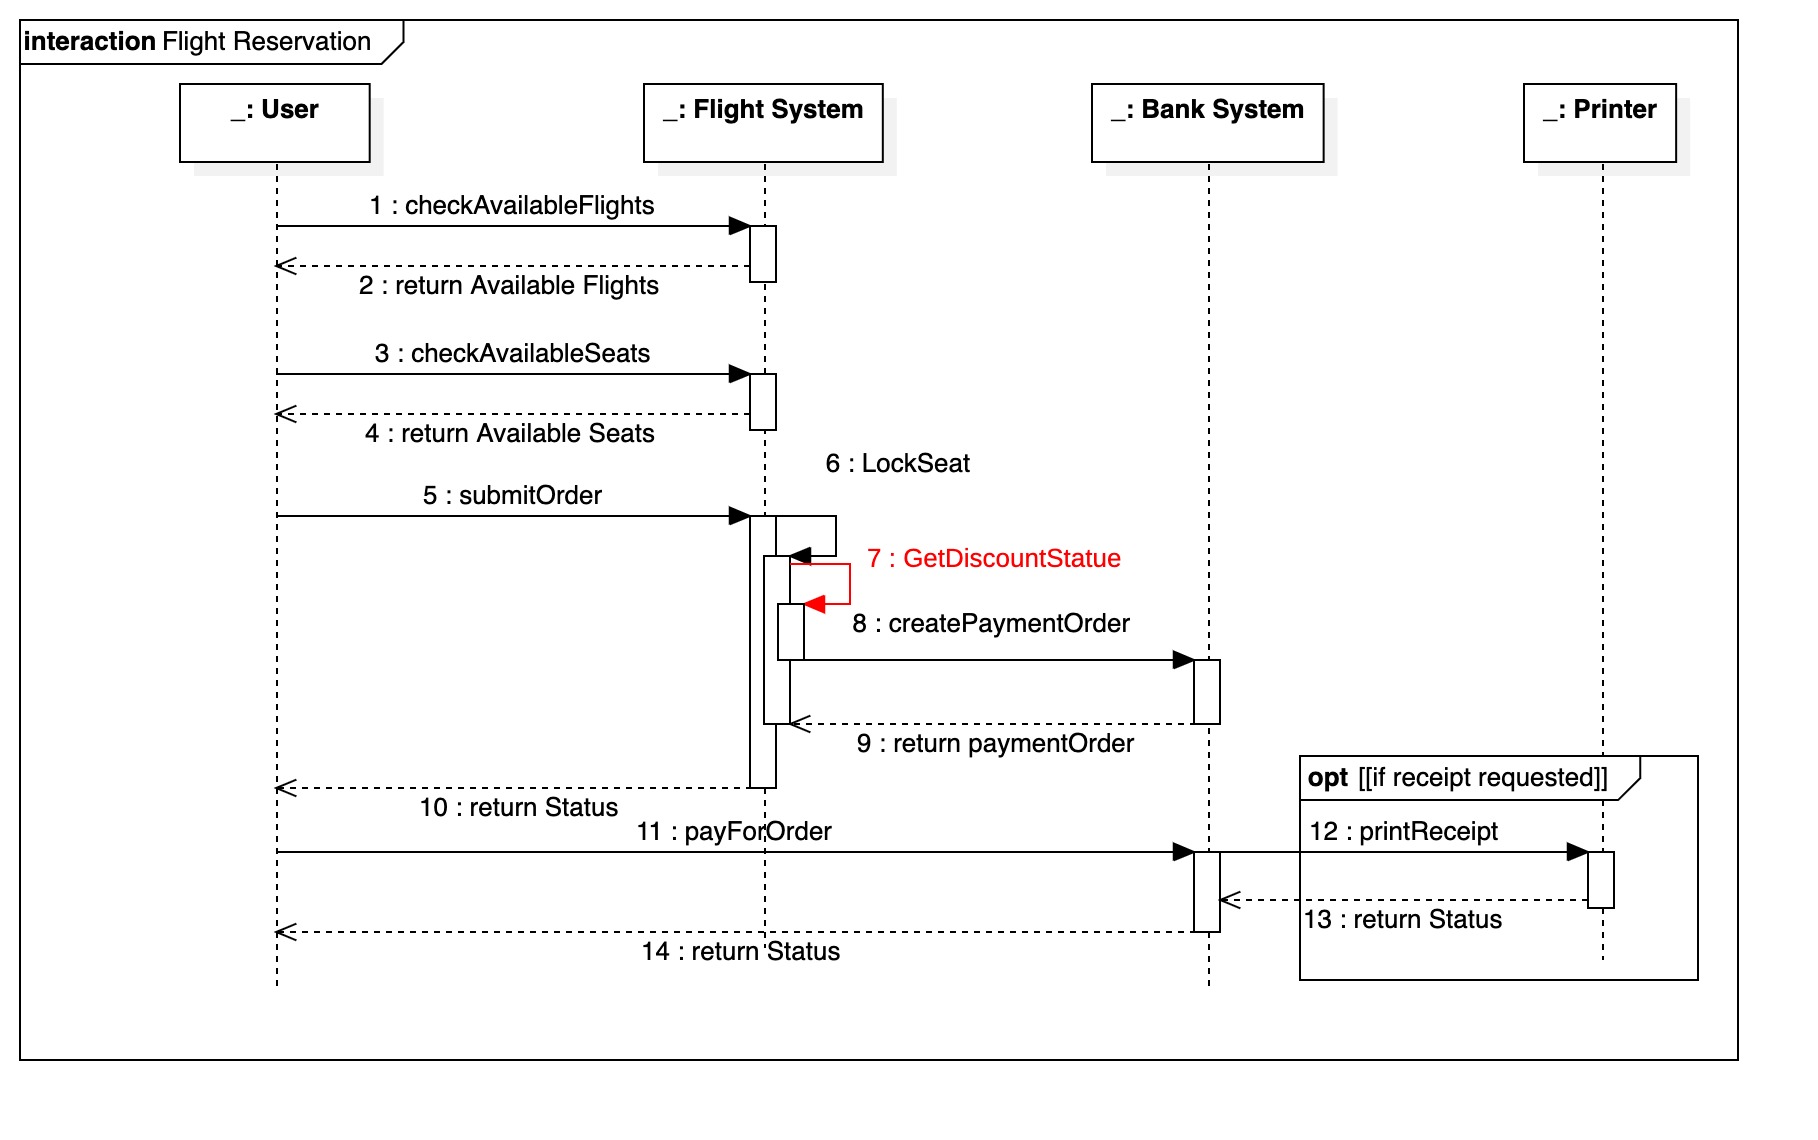 interaction Flight Reservation
_: User
_: Flight System
_: Bank System
_: Printer
1 : checkAvailableFlights
2 : return Available Flights
3 : checkAvailableSeats
4 : return Available Seats
6 : LockSeat
5 : submitOrder
7 : GetDiscountStatue
8 : createPaymentOrder
9 : return paymentOrder
opt [[if receipt requested]]
10 : return Status
11 : payForOrder
12 : printReceipt
13 : return Status
14 : return Status